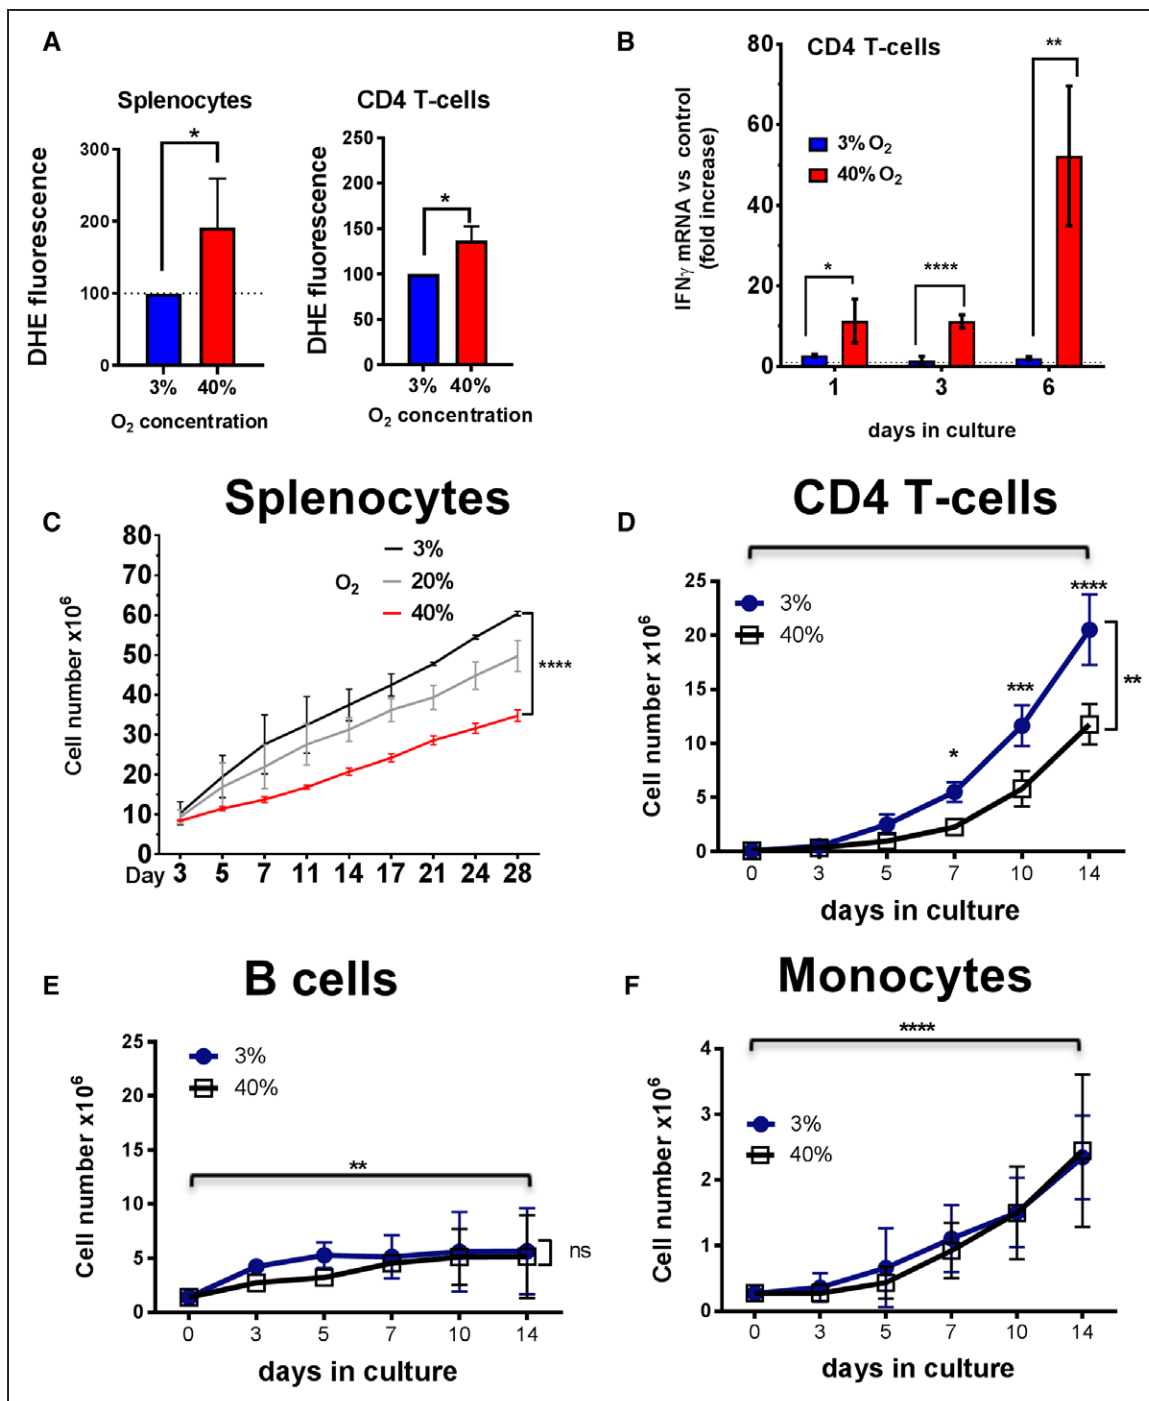 A
Splenocytes
*
DHE fluorescence
300
200
100
0
3% 40%
O2 concentration
CD4 T-cells
*
DHE fluorescence
250
200
150
100
50
0
3% 40%
O2 concentration
B
CD4 T-cells
3% O2
40% O2
IFNγ mRNA vs control
(fold increase)
80
60
40
20
0
*
****
**
1 3 6
days in culture
C
Splenocytes
O2
3%
20%
40%
Cell number x10^6
80
70
60
50
40
30
20
10
0
****
Day 3 5 7 11 14 17 21 24 28
D
CD4 T-cells
3%
40%
Cell number x10^6
25
20
15
10
5
0
*
***
****
**
0 3 5 7 10 14
days in culture
E
B cells
3%
40%
Cell number x10^6
25
20
15
10
5
0
**
ns
0 3 5 7 10 14
days in culture
F
Monocytes
****
3%
40%
Cell number x10^6
4
3
2
1
0
0 3 5 7 10 14
days in culture